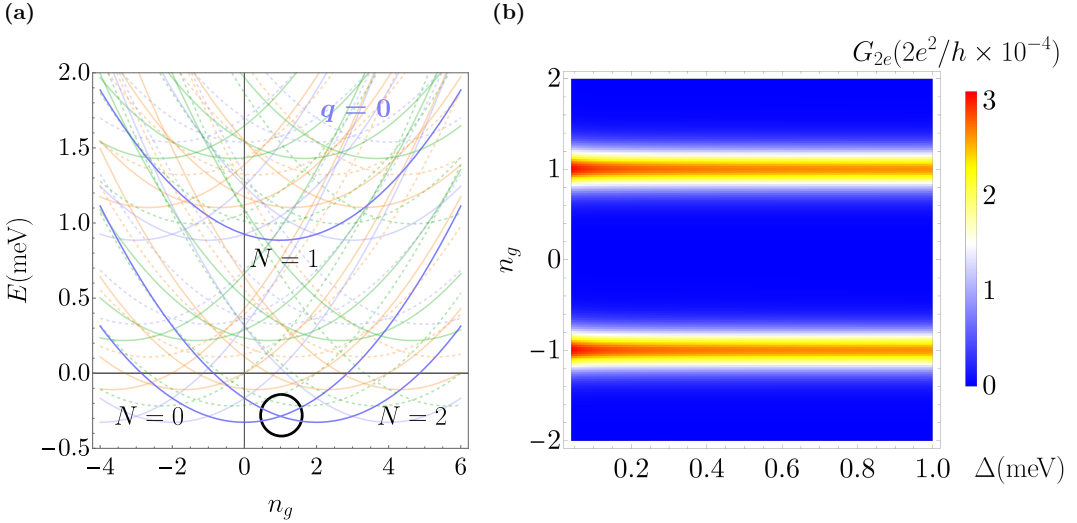 (a)
2.0
1.5
1.0
0.5
0.0
−0.5
E(meV)
q = 0
N = 1
N = 0
N = 2
−4 −2 0 2 4 6
n_g
(b)
G_{2e}(2e^2/h × 10^{-4})
2
1
0
−1
−2
n_g
0.2 0.4 0.6 0.8 1.0
Δ(meV)
3
2
1
0